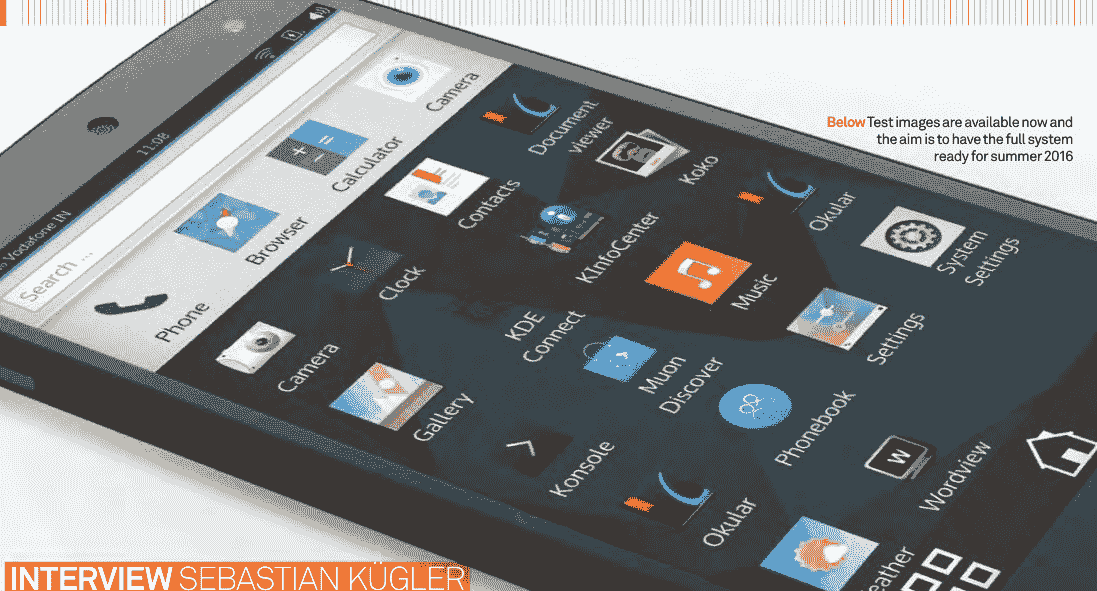 Below Test images are available now and
the aim is to have the full system
ready for summer 2016
Vodafone IN
11:08
Search ...
Phone
Browser
Calculator
Camera
Camera
Clock
Contacts
Document
viewer
Gallery
KDE
Connect
KInfoCenter
Koko
Konsole
Muon
Discover
Music
Okular
Okular
Phonebook
Settings
System
Settings
W
Wordview
INTERVIEW SEBASTIAN KÜGLER